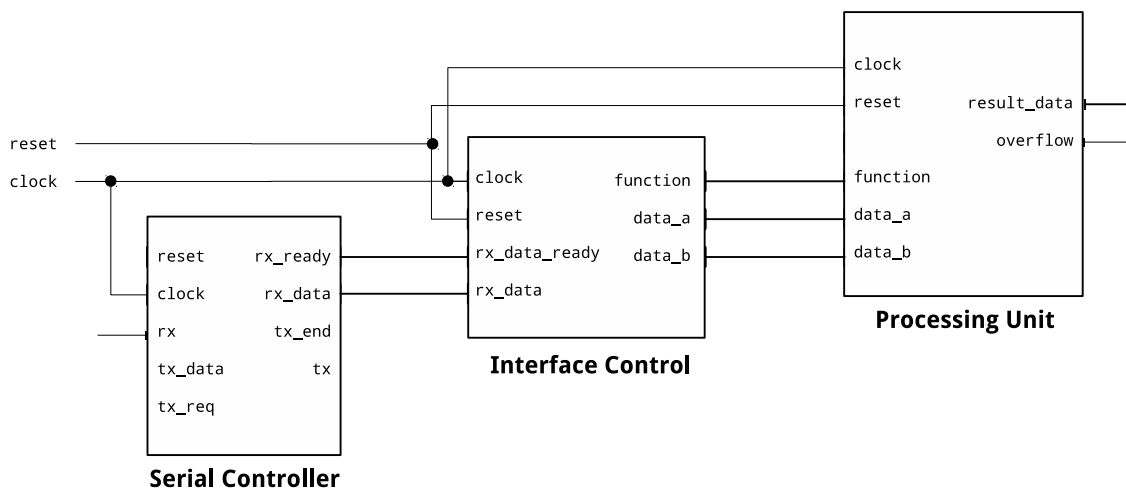 reset
clock
reset
clock
rx
tx_data
tx_req
rx_ready
rx_data
tx_end
tx
Serial Controller
clock
reset
rx_data_ready
rx_data
function
data_a
data_b
Interface Control
clock
reset
function
data_a
data_b
result_data
overflow
Processing Unit